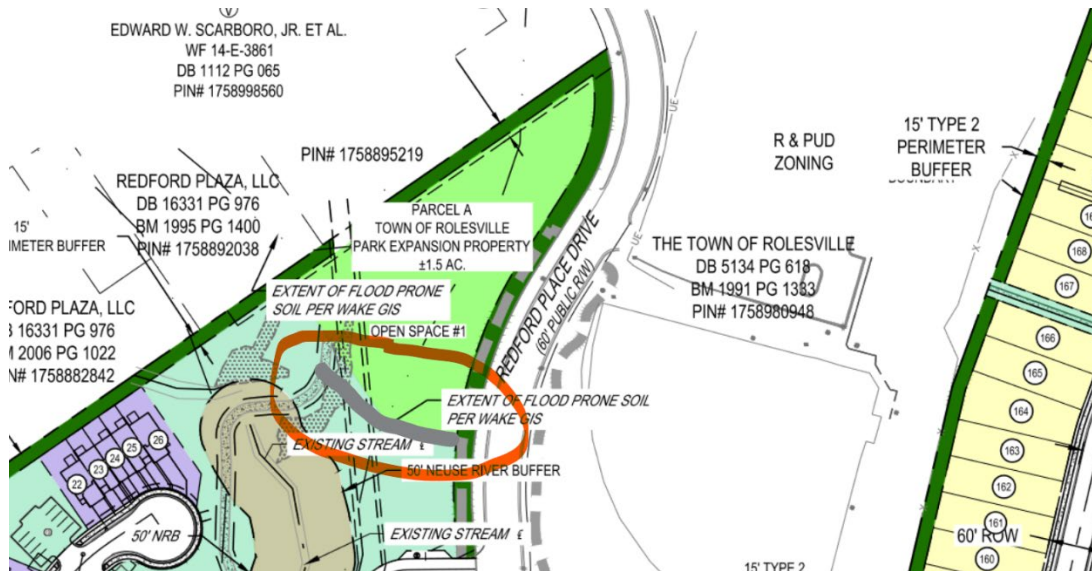 EDWARD W. SCARBORO, JR. ET AL.
WF 14-E-3861
DB 1112 PG 065
PIN# 1758998560
PIN# 1758895219
REDFORD PLAZA, LLC
DB 16331 PG 976
BM 1995 PG 1400
PIN# 1758892038
15'
IMETER BUFFER
FORD PLAZA, LLC
B 16331 PG 976
M 2006 PG 1022
N# 1758882842
PARCEL A
TOWN OF ROLESVILLE
PARK EXPANSION PROPERTY
±1.5 AC.
EXTENT OF FLOOD PRONE
SOIL PER WAKE GIS
OPEN SPACE #1
EXTENT OF FLOOD PRONE SOIL
PER WAKE GIS
EXISTING STREAM ℄
50' NEUSE RIVER BUFFER
EXISTING STREAM ℄
50' NRB
22
23
24
25
26
REDFORD PLACE DRIVE
(60' PUBLIC R/W)
UE
UE
R & PUD
ZONING
15' TYPE 2
PERIMETER
BUFFER
THE TOWN OF ROLESVILLE
DB 5134 PG 618
BM 1991 PG 1333
PIN# 1758980948
168
167
166
165
164
163
162
161
160
60' ROW
15' TYPE 2